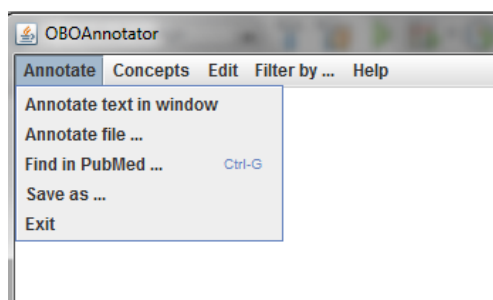 OBOAnnotator
Annotate Concepts Edit Filter by ... Help
Annotate text in window
Annotate file ...
Find in PubMed ... Ctrl-G
Save as ...
Exit